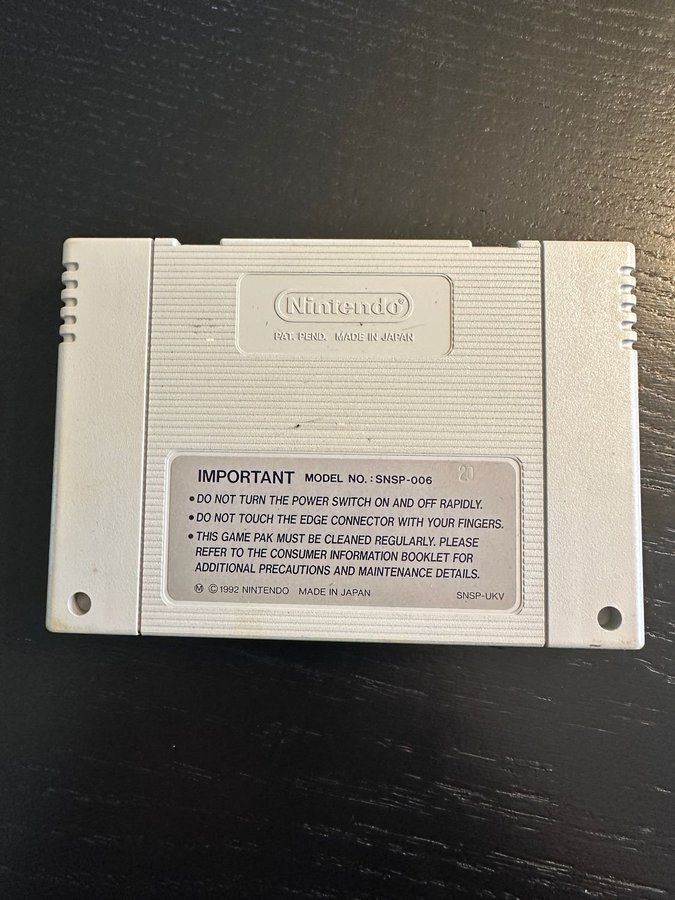 Nintendo®
PAT. PEND. MADE IN JAPAN
IMPORTANT MODEL NO.: SNSP-006 20
• DO NOT TURN THE POWER SWITCH ON AND OFF RAPIDLY.
• DO NOT TOUCH THE EDGE CONNECTOR WITH YOUR FINGERS.
• THIS GAME PAK MUST BE CLEANED REGULARLY. PLEASE
REFER TO THE CONSUMER INFORMATION BOOKLET FOR
ADDITIONAL PRECAUTIONS AND MAINTENANCE DETAILS.
Ⓜ ©1992 NINTENDO MADE IN JAPAN SNSP-UKV